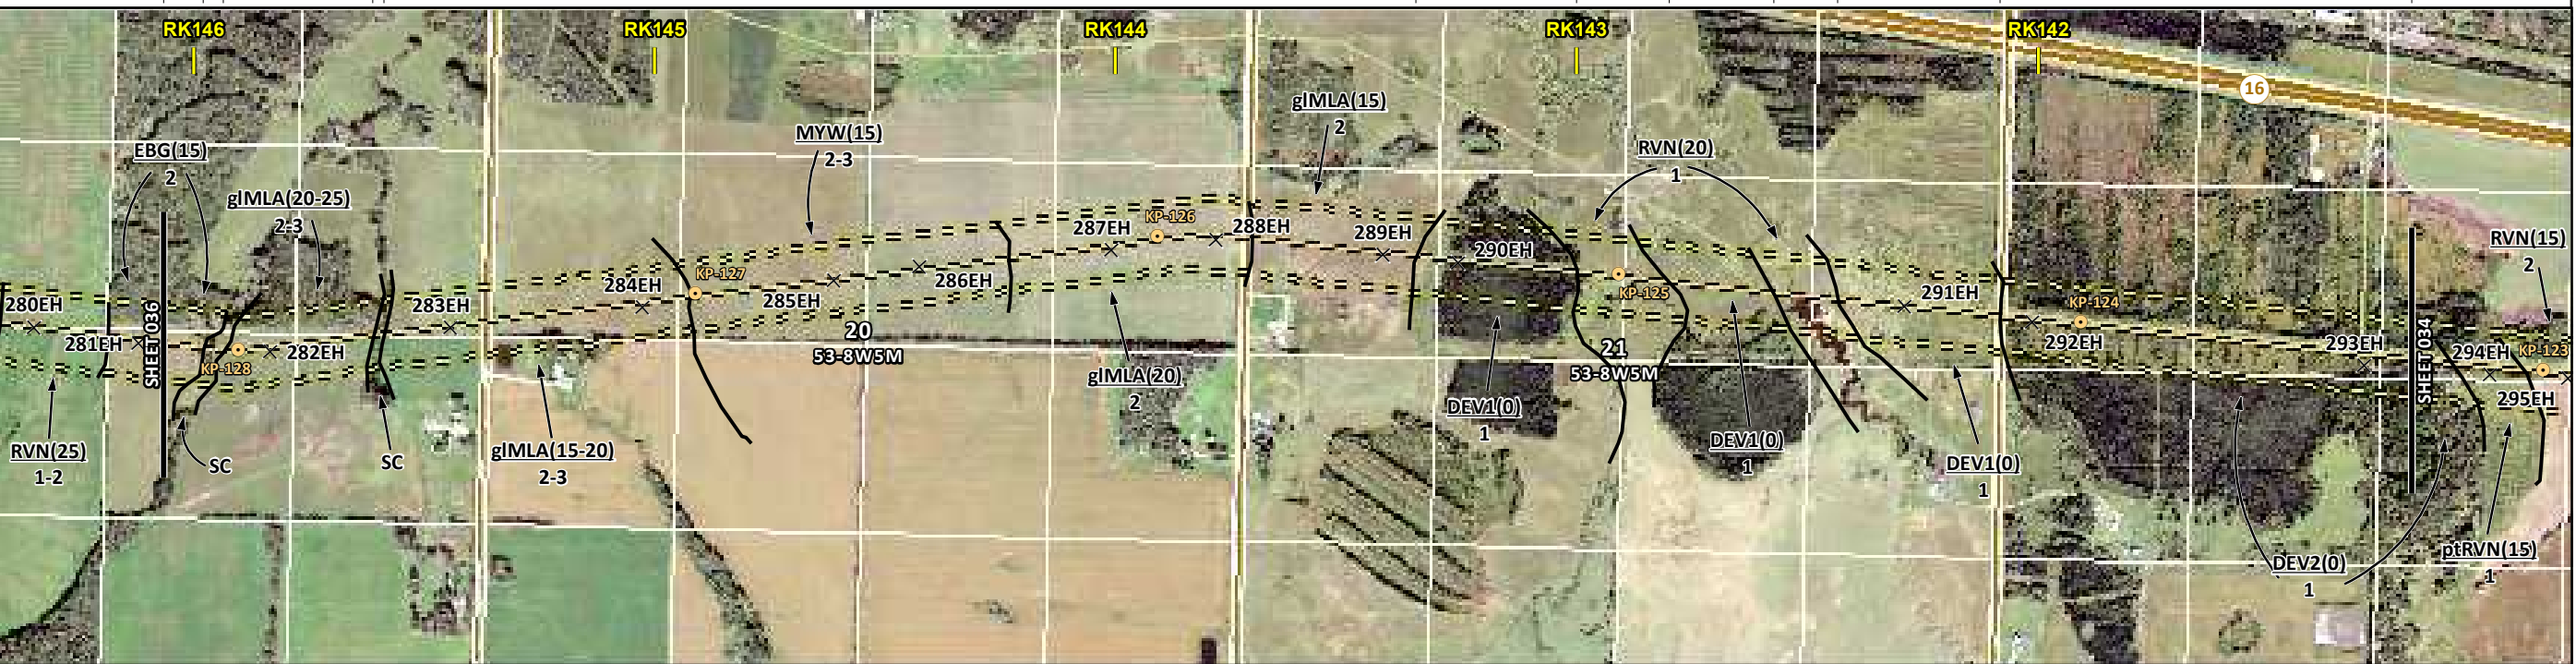 RK146
RK145
RK144
RK143
RK142
16
EBG(15)
2
glMLA(20-25)
2-3
MYW(15)
2-3
glMLA(15)
2
RVN(20)
1
RVN(15)
2
280EH
281EH
SHEET 036
KP-128
282EH
283EH
284EH
KP-127
285EH
286EH
287EH
KP-126
288EH
289EH
290EH
KP-125
291EH
KP-124
292EH
293EH
SHEET 034
294EH
KP-123
295EH
20
53-8W5M
21
53-8W5M
RVN(25)
1-2
SC
SC
glMLA(15-20)
2-3
glMLA(20)
2
DEV1(0)
1
DEV1(0)
1
DEV1(0)
1
DEV2(0)
1
ptRVN(15)
1